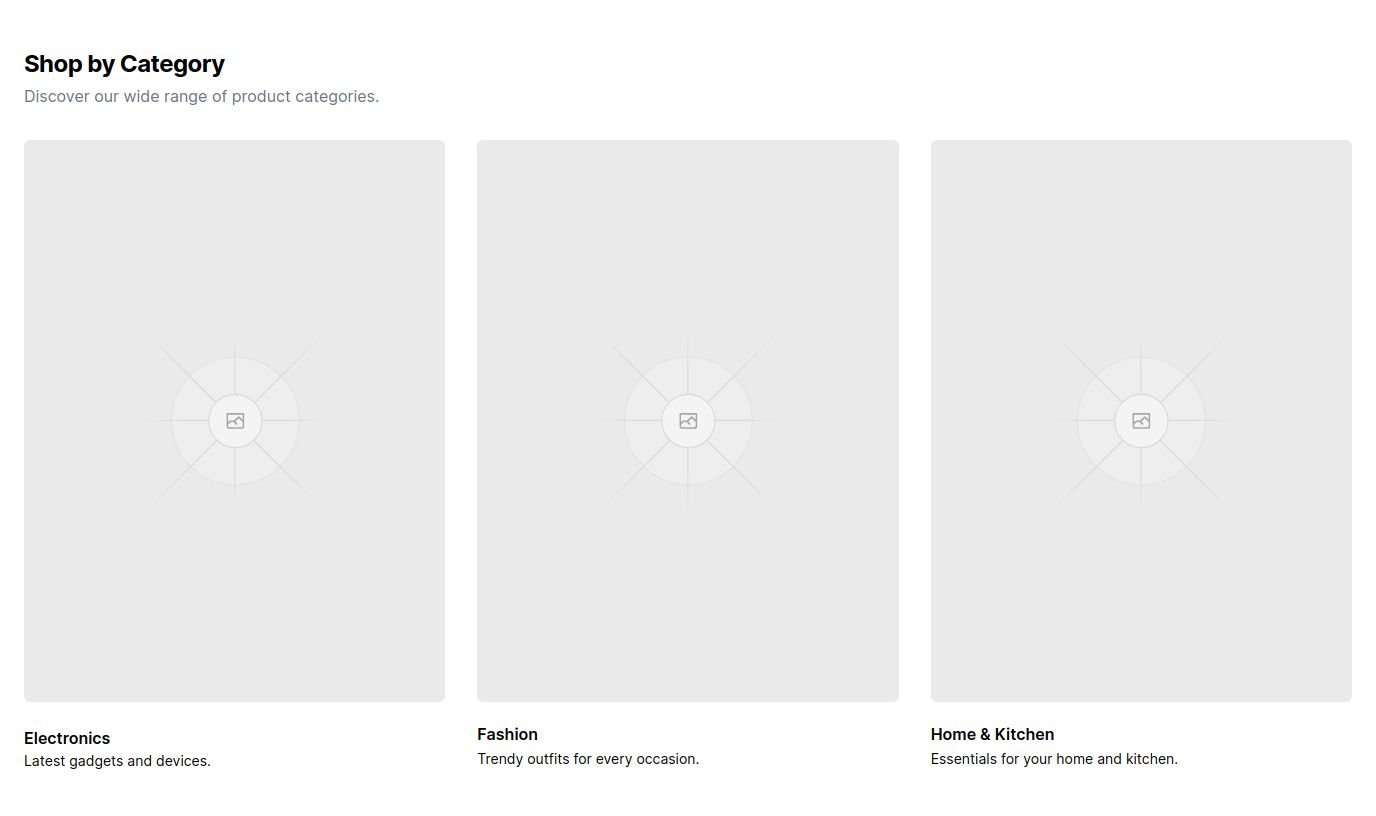 Shop by Category
Discover our wide range of product categories.
Electronics
Latest gadgets and devices.
Fashion
Trendy outfits for every occasion.
Home & Kitchen
Essentials for your home and kitchen.